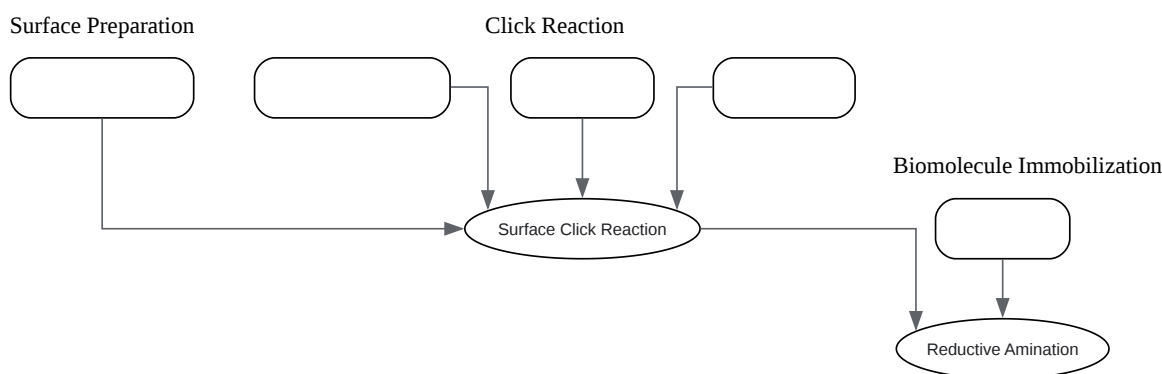 Surface Preparation
Click Reaction
Biomolecule Immobilization
Surface Click Reaction
Reductive Amination